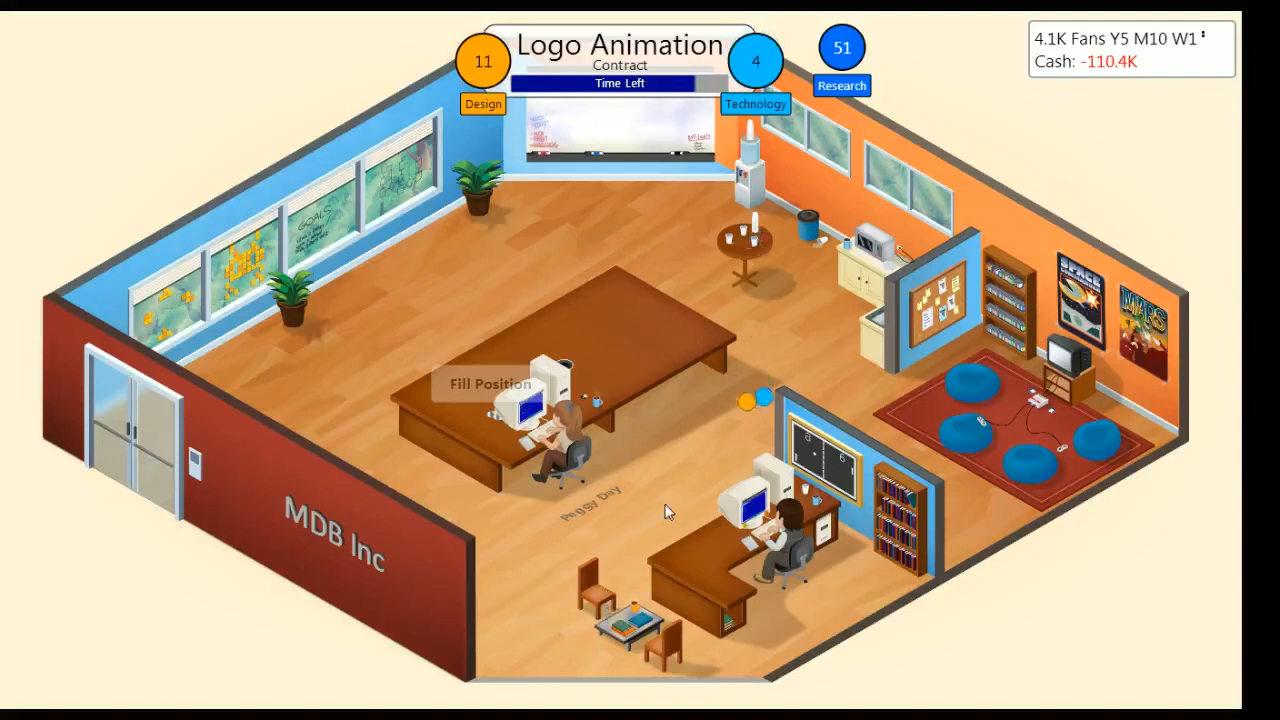 Logo Animation
Contract
Time Left
11
Design
4
Technology
51
Research
4.1K Fans Y5 M10 W1
Cash: -110.4K
GOALS
SPACE
MARS
Fill Position
Peggy Day
MDB Inc